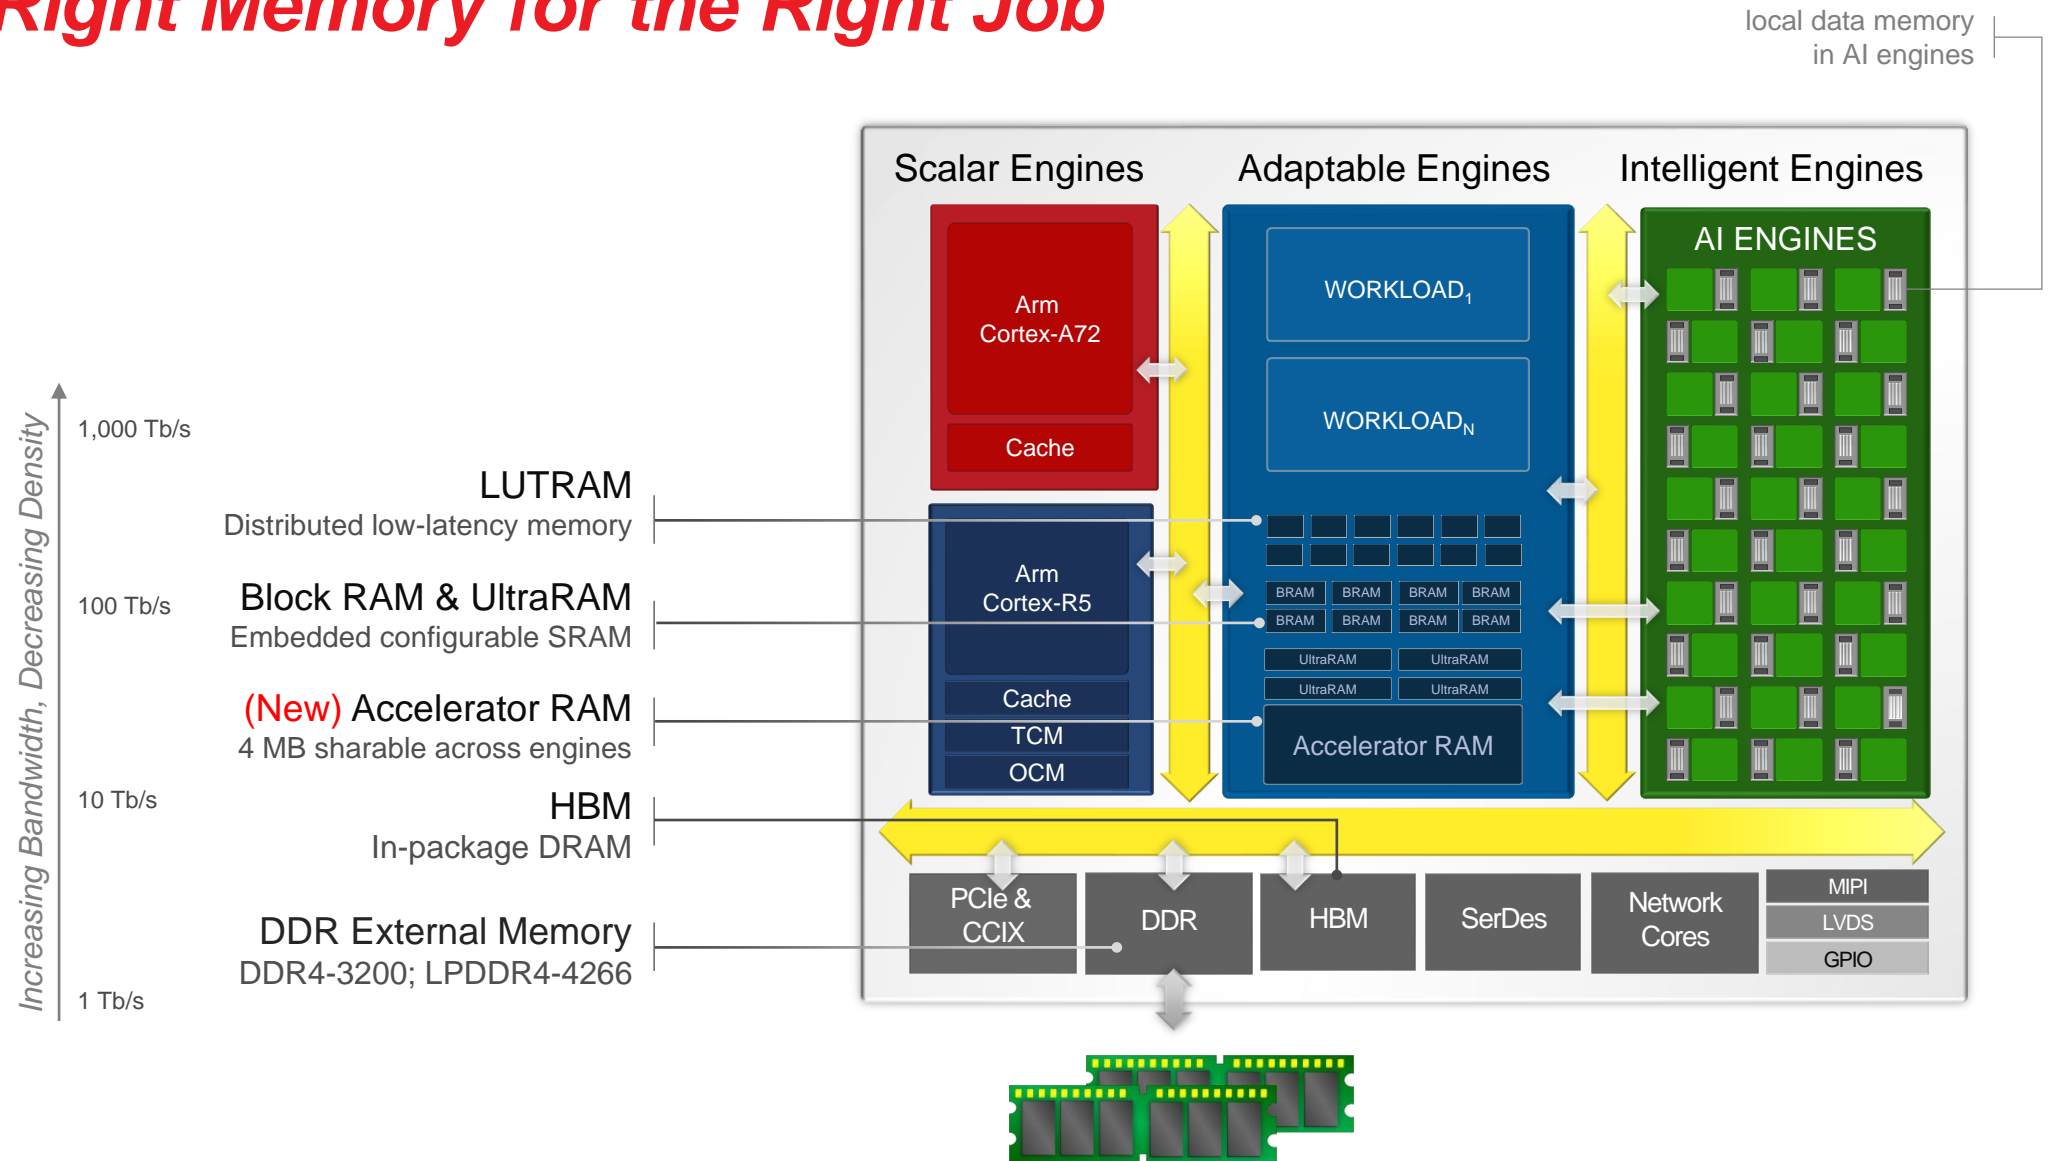 Right Memory for the Right Job
local data memory
in AI engines
Scalar Engines
Adaptable Engines
Intelligent Engines
Arm
Cortex-A72
Cache
Arm
Cortex-R5
Cache
TCM
OCM
WORKLOAD1
WORKLOADN
BRAM BRAM BRAM BRAM
BRAM BRAM BRAM BRAM
UltraRAM UltraRAM
UltraRAM UltraRAM
Accelerator RAM
AI ENGINES
Increasing Bandwidth, Decreasing Density
1,000 Tb/s
100 Tb/s
10 Tb/s
1 Tb/s
LUTRAM
Distributed low-latency memory
Block RAM & UltraRAM
Embedded configurable SRAM
(New) Accelerator RAM
4 MB sharable across engines
HBM
In-package DRAM
DDR External Memory
DDR4-3200; LPDDR4-4266
PCIe &
CCIX
DDR
HBM
SerDes
Network
Cores
MIPI
LVDS
GPIO